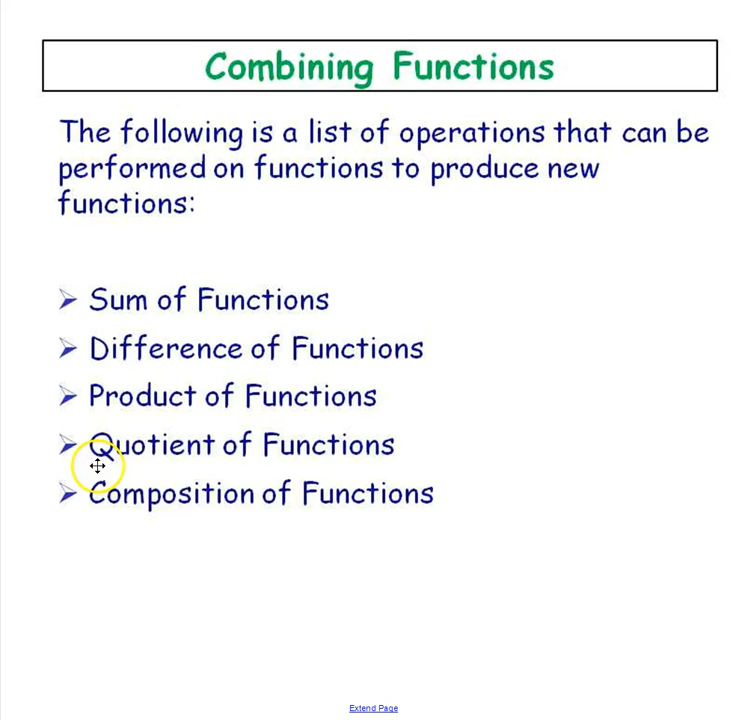 Combining Functions
The following is a list of operations that can be
performed on functions to produce new
functions:
➢ Sum of Functions
➢ Difference of Functions
➢ Product of Functions
➢ Quotient of Functions
➢ Composition of Functions
Extend Page